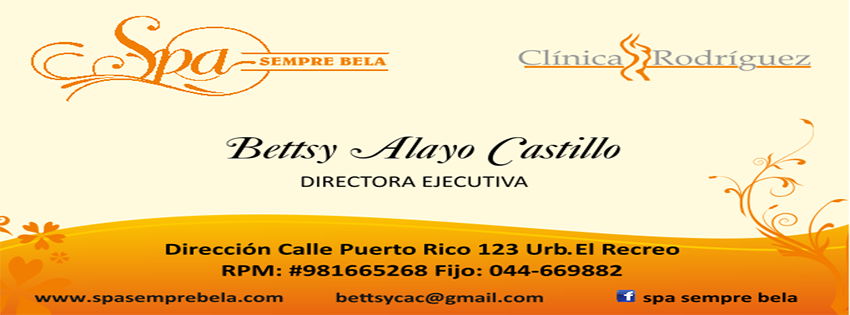 Spa SEMPRE BELA
Clínica Rodríguez
Bettsy Alayo Castillo
DIRECTORA EJECUTIVA
Dirección Calle Puerto Rico 123 Urb.El Recreo
RPM: #981665268 Fijo: 044-669882
www.spasemprebela.com bettsycac@gmail.com f spa sempre bela